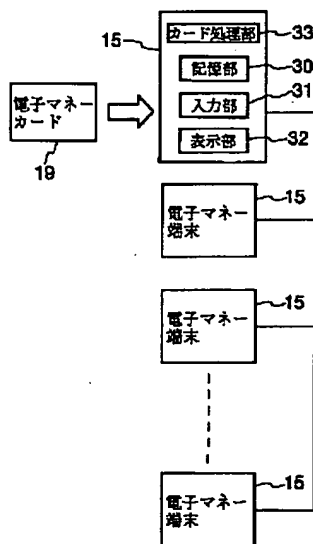 15
カード処理部
33
記憶部
30
入力部
31
表示部
32
電子マネー
カード
19
15
電子マネー
端末
15
電子マネー
端末
15
電子マネー
端末